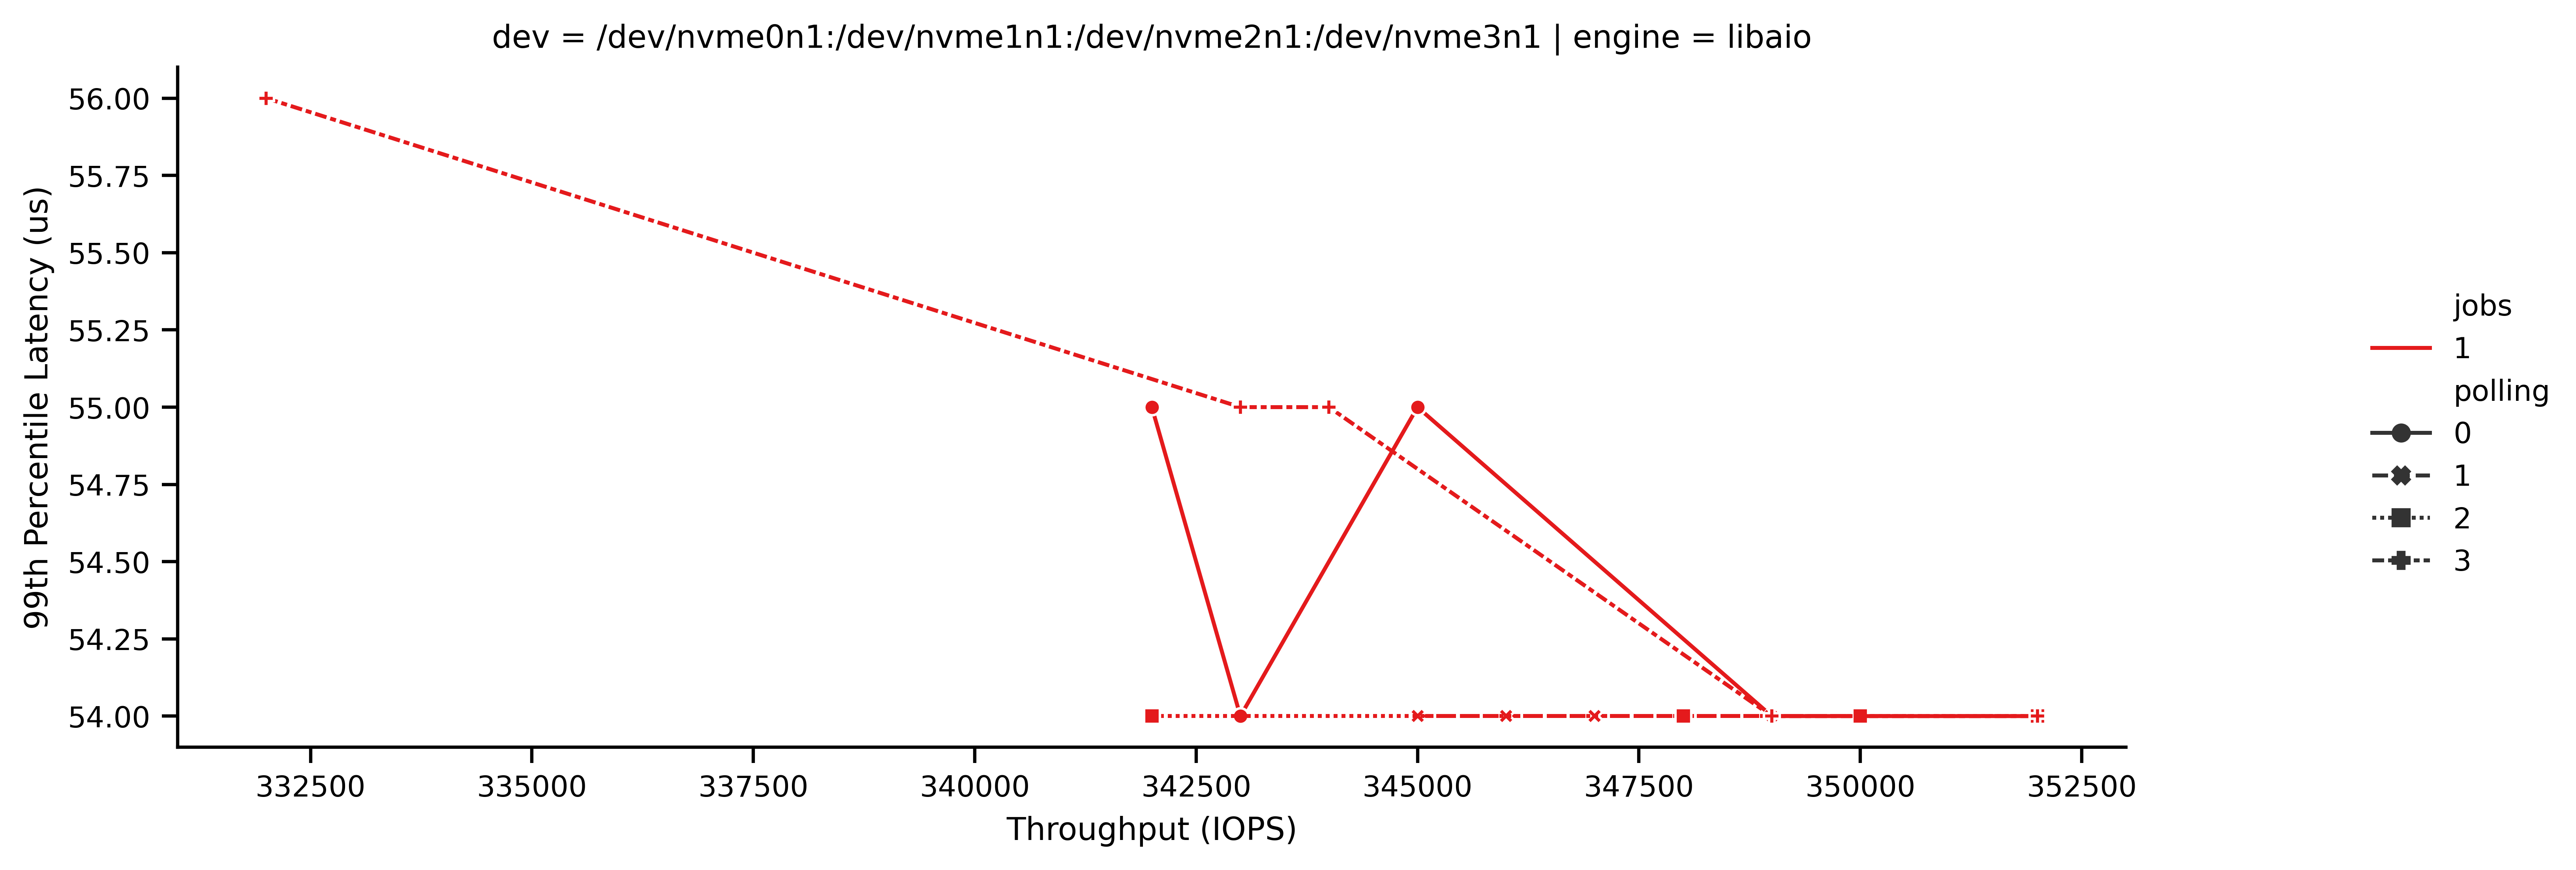 dev = /dev/nvme0n1:/dev/nvme1n1:/dev/nvme2n1:/dev/nvme3n1 | engine = libaio
99th Percentile Latency (us)
56.00
55.75
55.50
55.25
55.00
54.75
54.50
54.25
54.00
332500 335000 337500 340000 342500 345000 347500 350000 352500
Throughput (IOPS)
jobs
1
polling
0
1
2
3